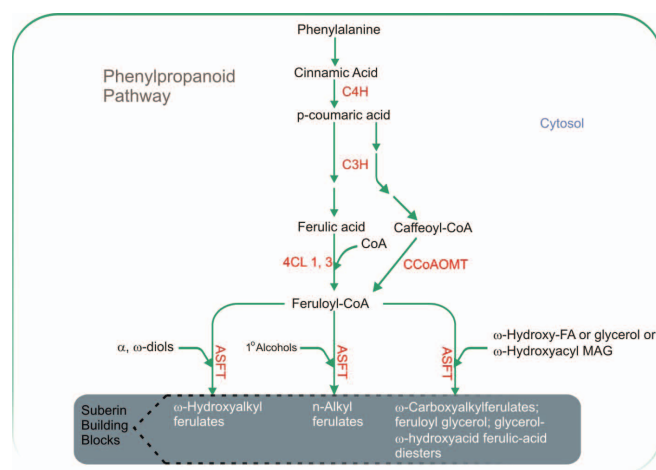 Phenylalanine
Phenylpropanoid
Pathway
Cinnamic Acid
C4H
p-coumaric acid
Cytosol
C3H
Ferulic acid
Caffeoyl-CoA
CoA
4CL 1, 3
CCoAOMT
Feruloyl-CoA
α, ω-diols
ASFT
1° Alcohols
ASFT
ASFT
ω-Hydroxy-FA or glycerol or
ω-Hydroxyacyl MAG
Suberin
Building
Blocks
ω-Hydroxyalkyl
ferulates
n-Alkyl
ferulates
ω-Carboxyalkylferulates;
feruloyl glycerol; glycerol-
ω-hydroxyacid ferulic-acid
diesters